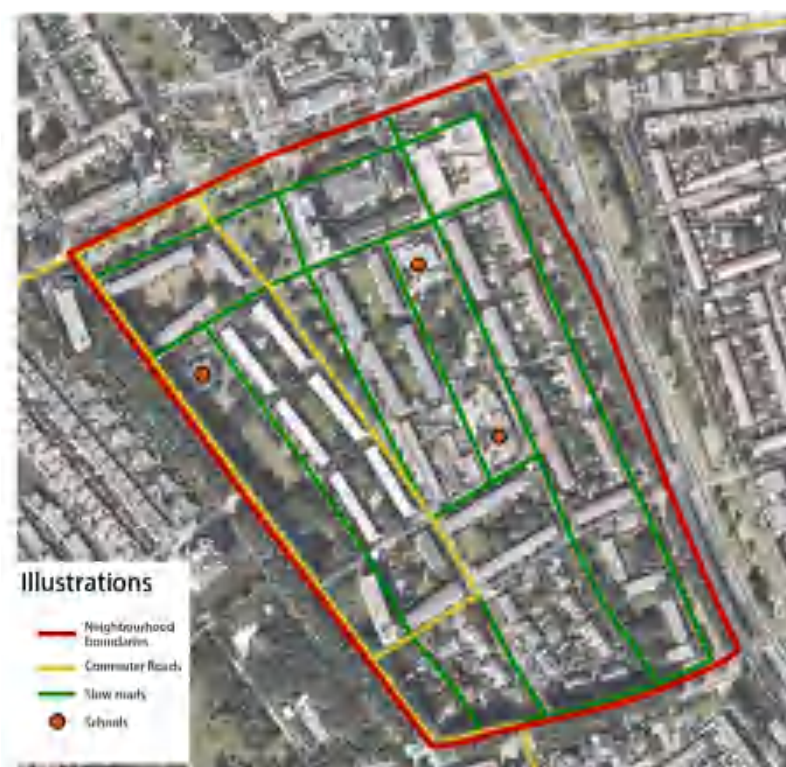 Illustrations
Neighbourhood
boundaries
Commuter Roads
Slow roads
Schools